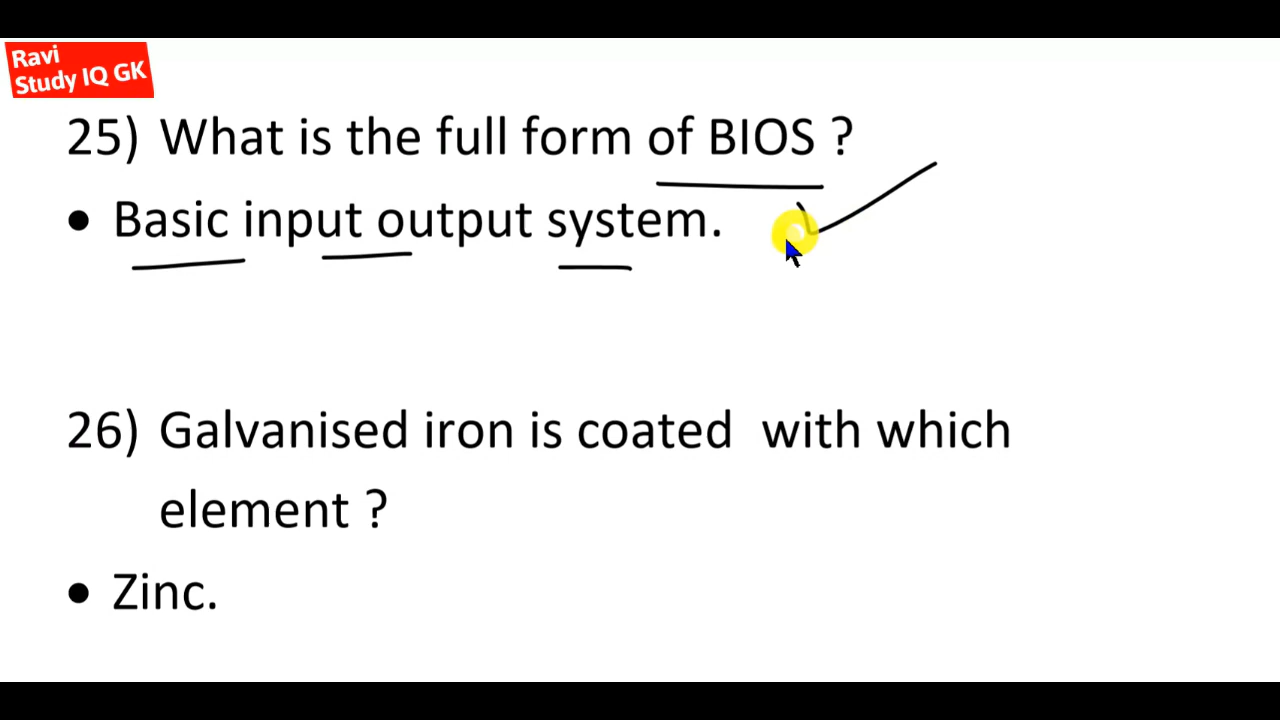 Ravi
Study IQ GK
25) What is the full form of BIOS ?
• Basic input output system.
26) Galvanised iron is coated with which
element ?
• Zinc.